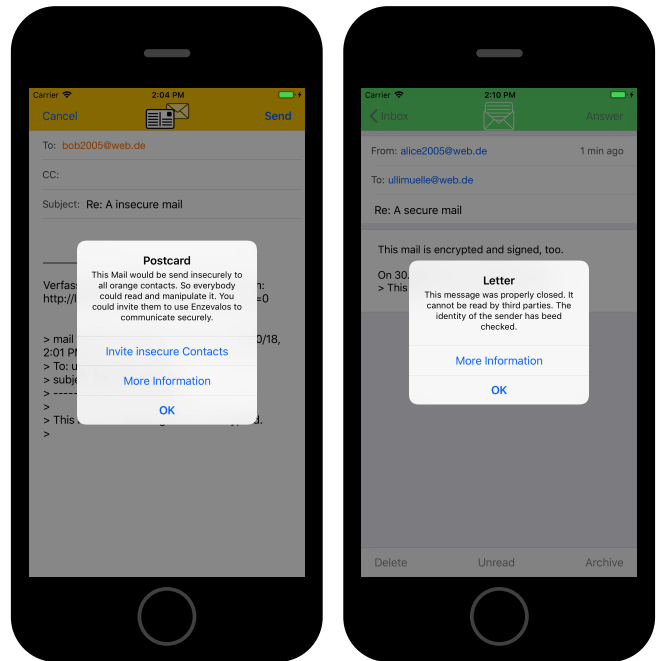 Carrier 2:04 PM
Cancel Send
To: bob2005@web.de
CC:
Subject: Re: A insecure mail
Postcard
This Mail would be send insecurely to
all orange contacts. So everybody
could read and manipulate it. You
could invite them to use Enzevalos to
communicate securely.
Invite insecure Contacts
More Information
OK
Verfas n:
http://l =0
> mail 0/18,
2:01 P
> To: u
> subje
> -----
>
> This d.
>
Carrier 2:10 PM
Inbox Answer
From: alice2005@web.de 1 min ago
To: ullimuelle@web.de
Re: A secure mail
This mail is encrypted and signed, too.
On 30.
> This
Letter
This message was properly closed. It
cannot be read by third parties. The
identity of the sender has beed
checked.
More Information
OK
Delete Unread Archive